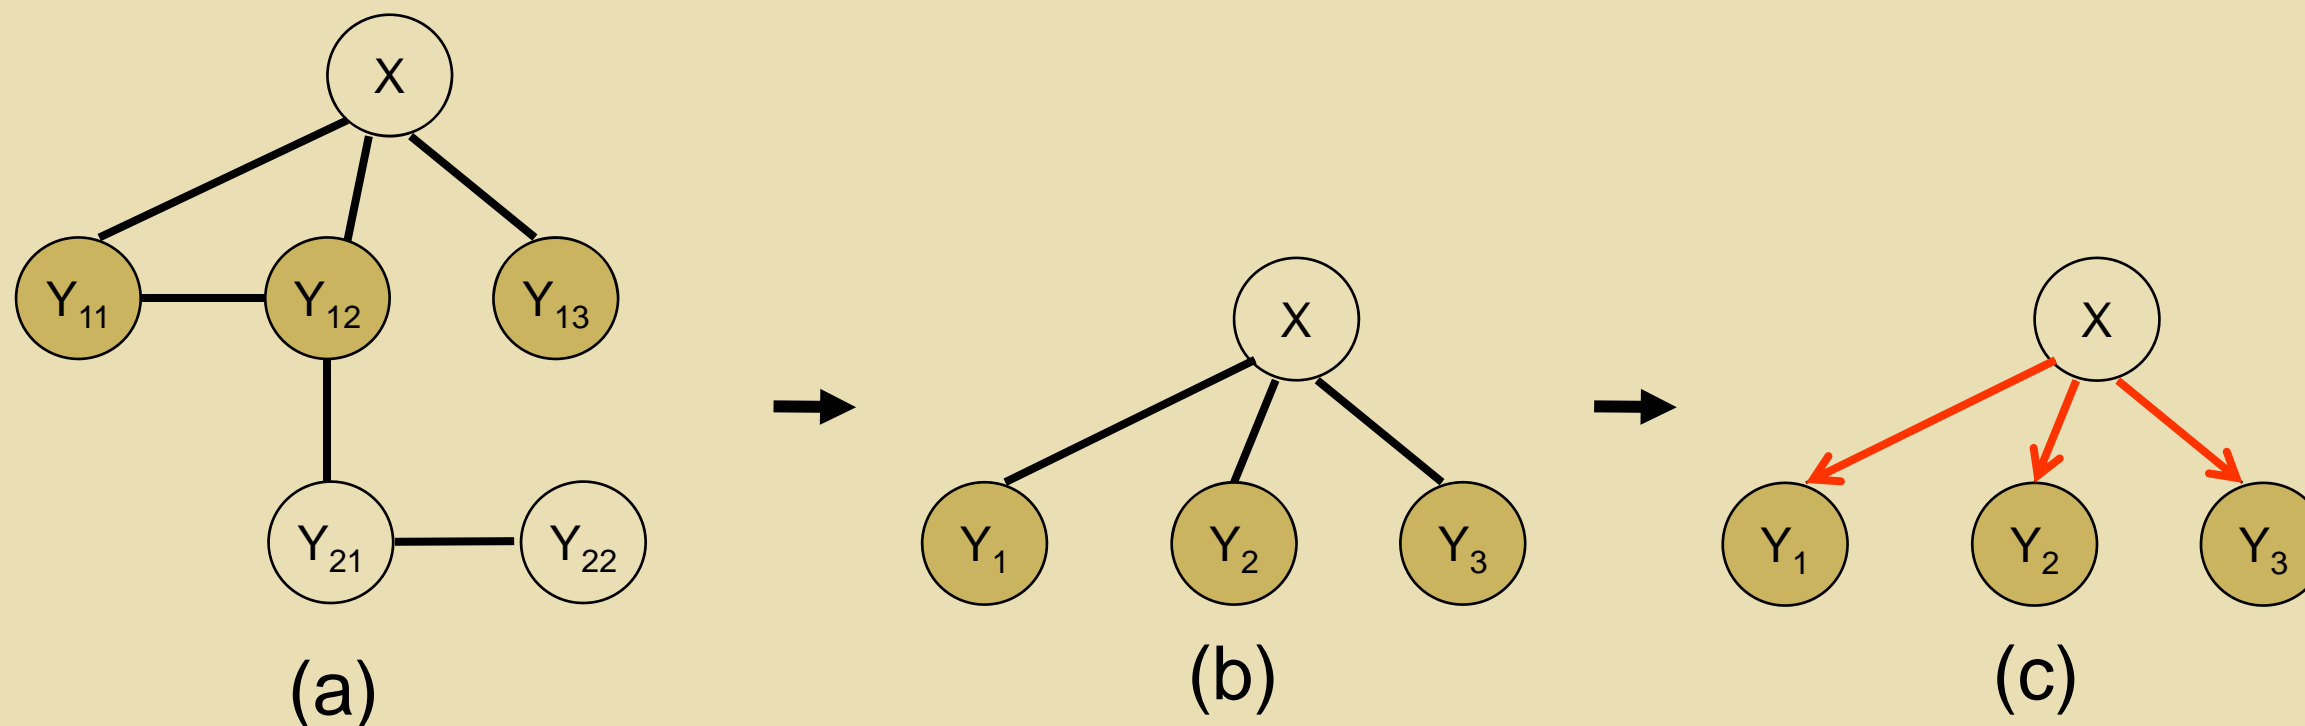 X
Y11 Y12 Y13
X X
Y21 Y22 Y1 Y2 Y3 Y1 Y2 Y3
(a) (b) (c)